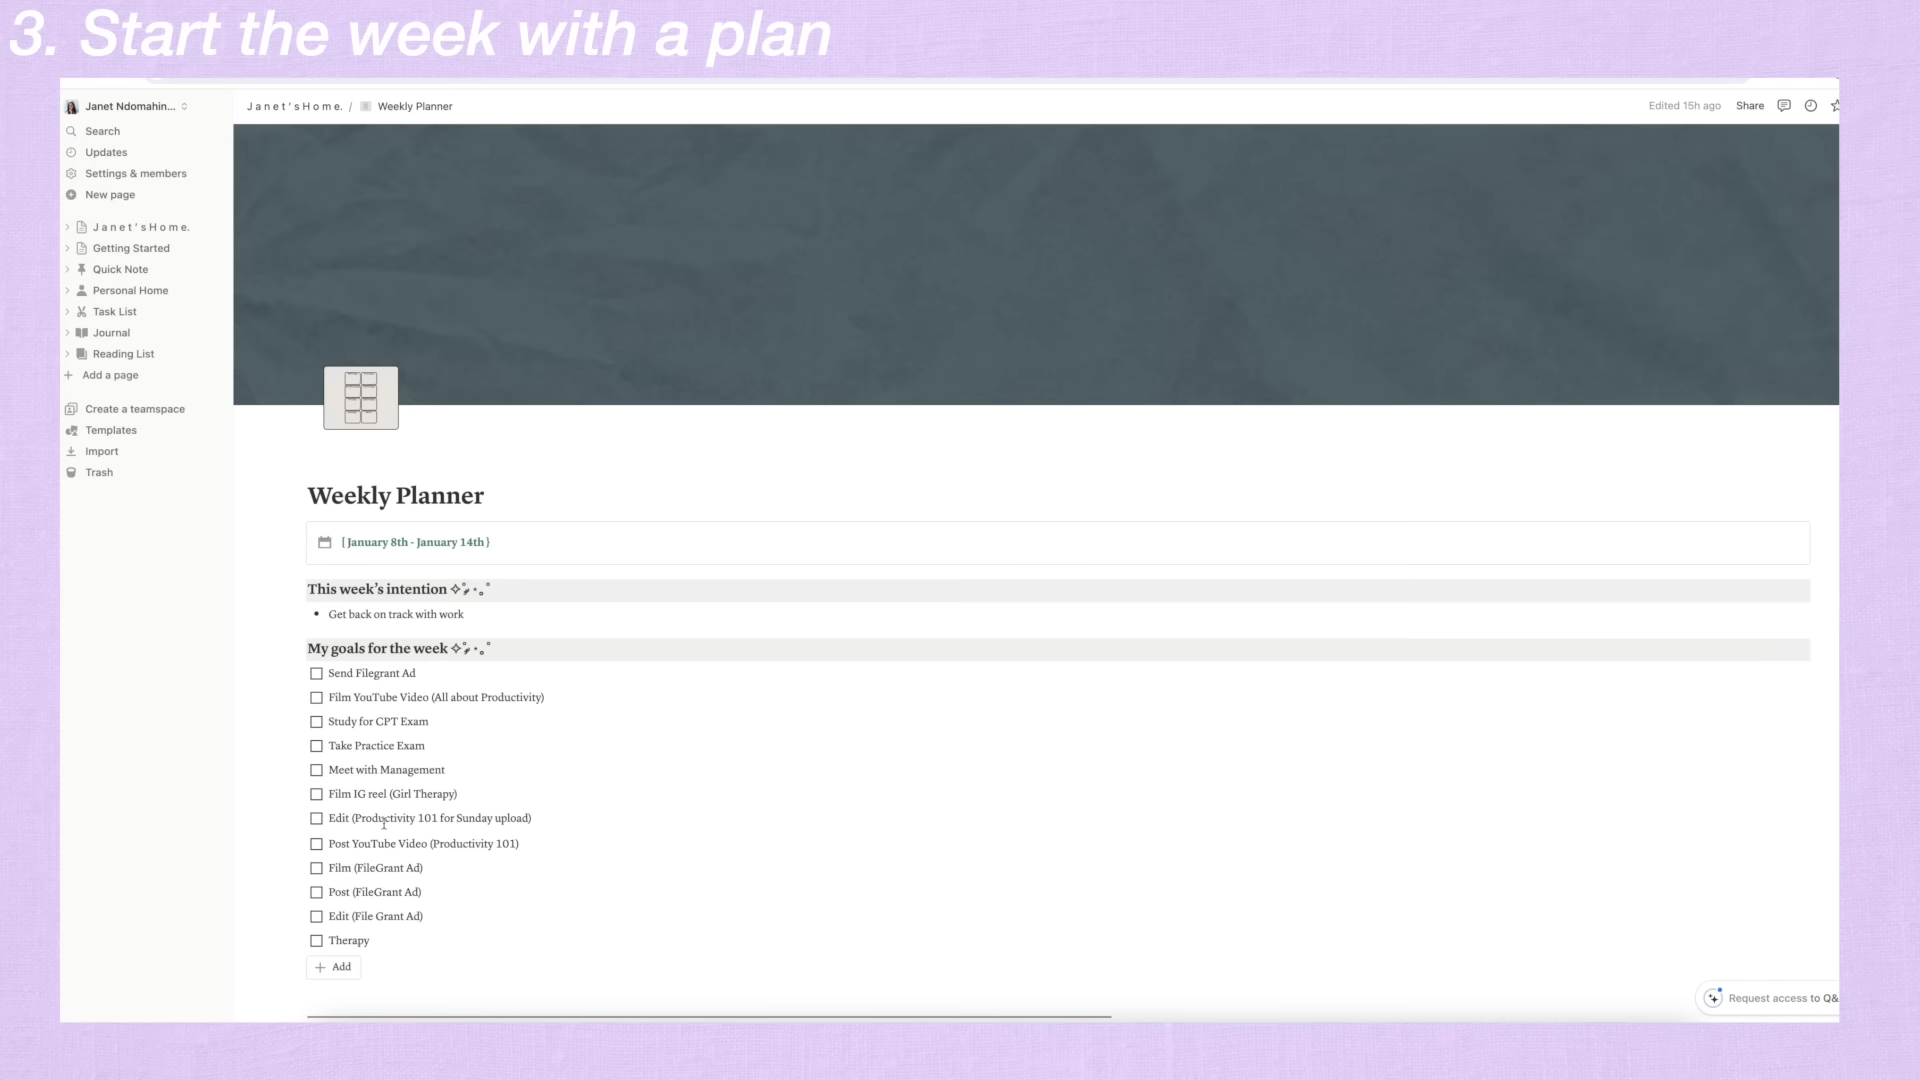 3. Start the week with a plan
Janet Ndomahin...
J a n e t ' s H o m e. / Weekly Planner
Edited 15h ago
Share
Search
Updates
Settings & members
New page
J a n e t ' s H o m e.
Getting Started
Quick Note
Personal Home
Task List
Journal
Reading List
Add a page
Create a teamspace
Templates
Import
Trash
Weekly Planner
[ January 8th - January 14th }
This week's intention ✧˚₊‧。˚
• Get back on track with work
My goals for the week ✧˚₊‧。˚
Send Filegrant Ad
Film YouTube Video (All about Productivity)
Study for CPT Exam
Take Practice Exam
Meet with Management
Film IG reel (Girl Therapy)
Edit (Productivity 101 for Sunday upload)
Post YouTube Video (Productivity 101)
Film (FileGrant Ad)
Post (FileGrant Ad)
Edit (File Grant Ad)
Therapy
+ Add
Request access to Q&